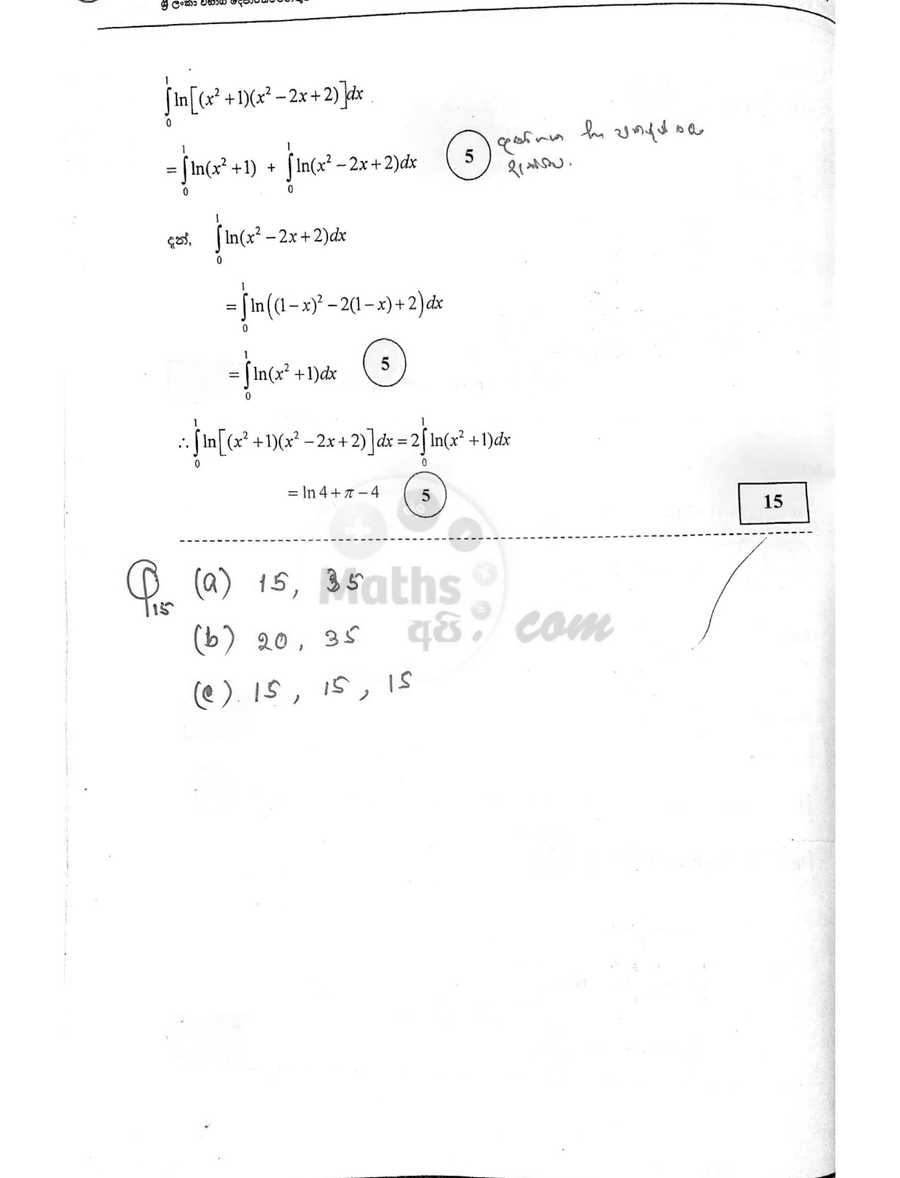 ශ්‍රී ලංකා විභාග දෙපාර්තමේන්තුව
∫₀¹ ln[(x² + 1)(x² − 2x + 2)]dx
= ∫₀¹ ln(x² + 1) + ∫₀¹ ln(x² − 2x + 2)dx 5
දැන්, ∫₀¹ ln(x² − 2x + 2)dx
= ∫₀¹ ln((1 − x)² − 2(1 − x) + 2)dx
= ∫₀¹ ln(x² + 1)dx 5
∴ ∫₀¹ ln[(x² + 1)(x² − 2x + 2)]dx = 2∫₀¹ ln(x² + 1)dx
= ln 4 + π − 4 5
15
15 (a) 15, 35
(b) 20, 35
(c) 15, 15, 15
Maths
අපි. com